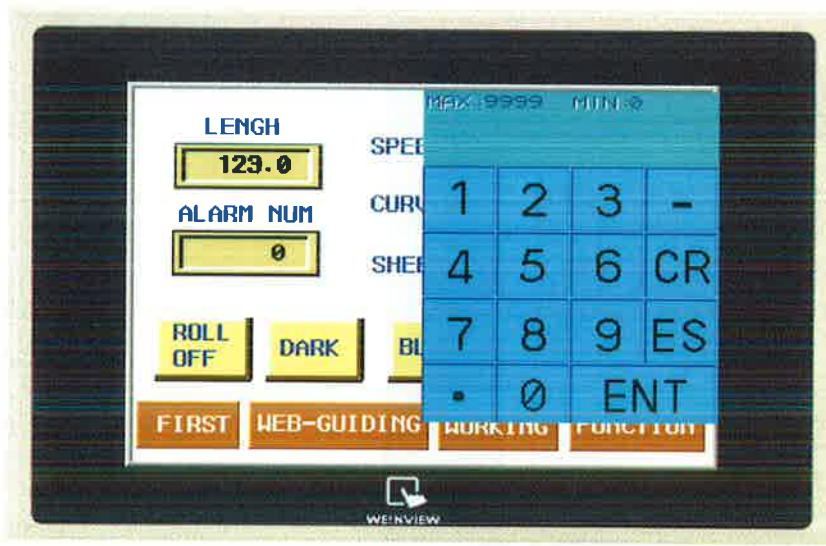 MAX:9999 MIN:0
LENGH
123.0
SPEE
ALARM NUM
CURV
0
SHEE
1 2 3 -
4 5 6 CR
7 8 9 ES
. 0 ENT
ROLL OFF
DARK
BL
FIRST
WEB-GUIDING
WORKING
FUNCTION
WEINVIEW